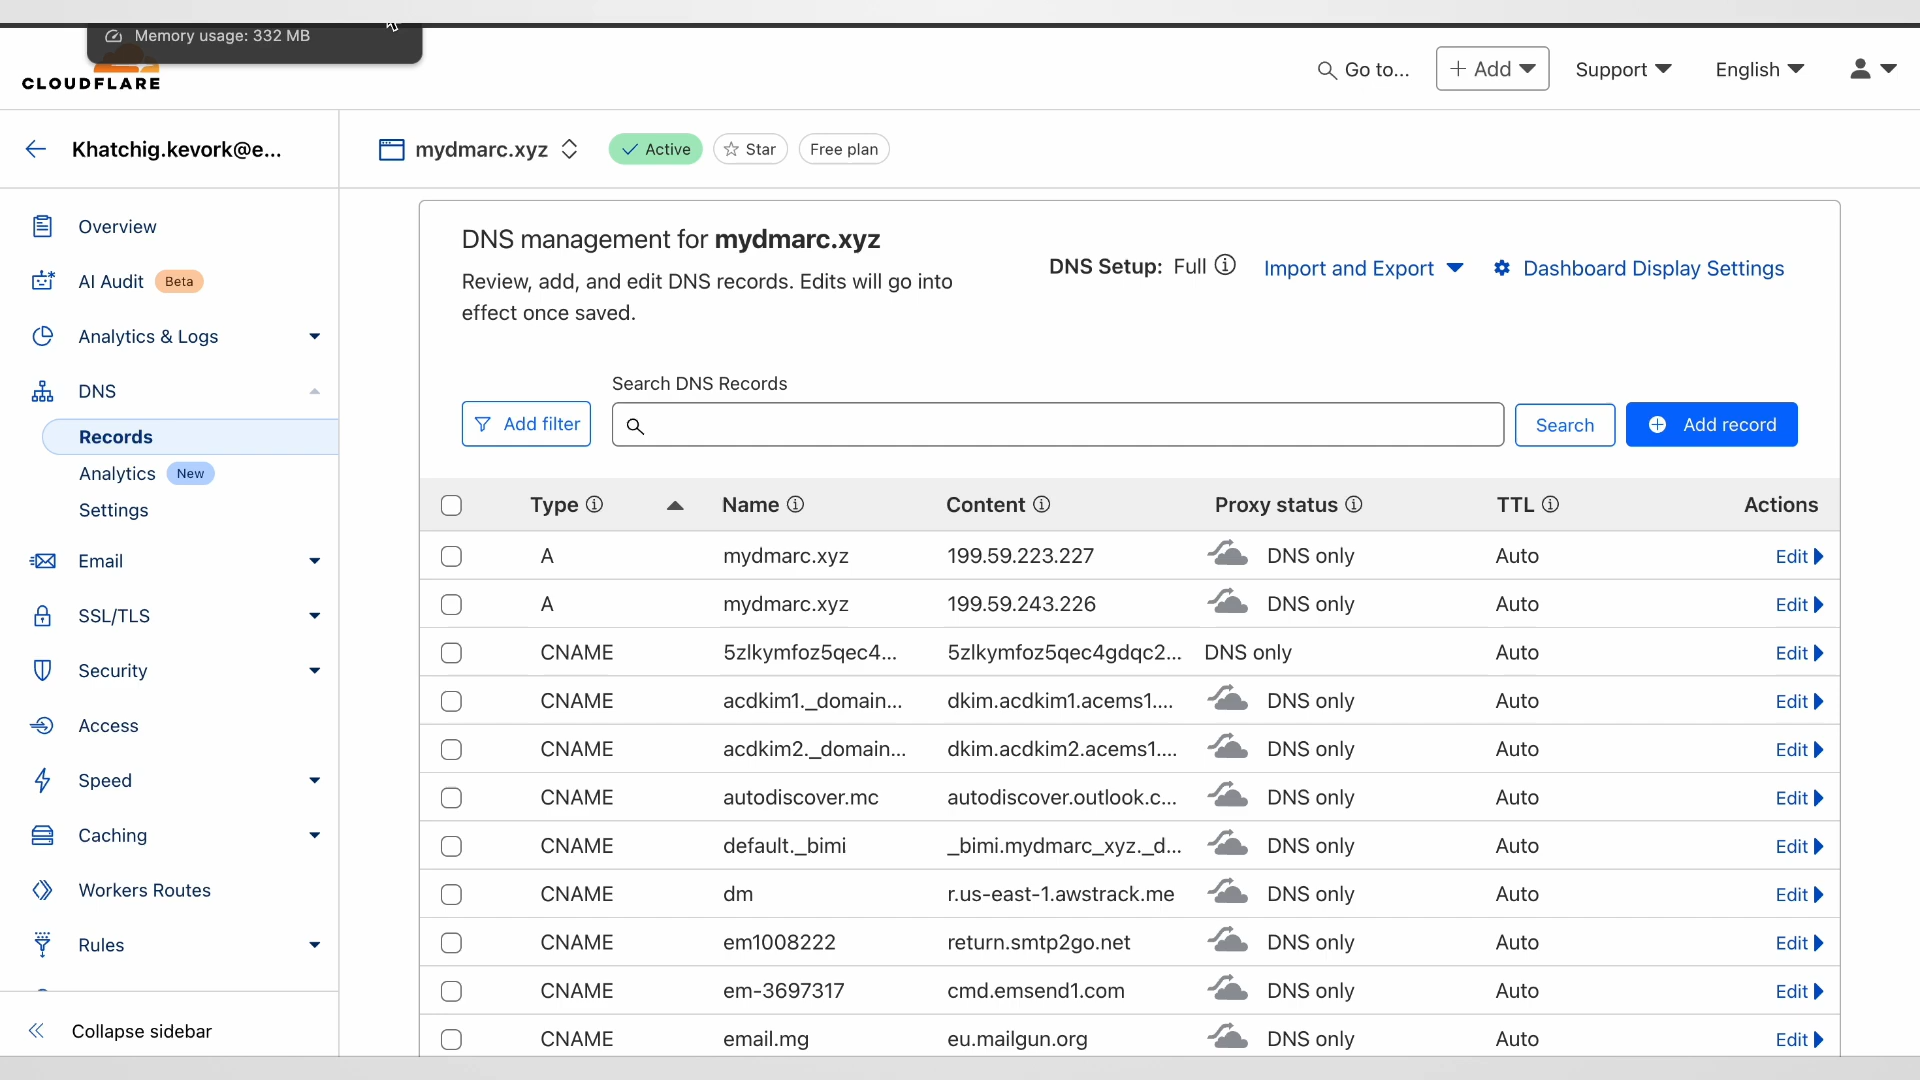 Memory usage: 332 MB
CLOUDFLARE
Go to...
Add
Support
English
Khatchig.kevork@e...
mydmarc.xyz
Active
Star
Free plan
Overview
AI Audit Beta
Analytics & Logs
DNS
Records
Analytics New
Settings
Email
SSL/TLS
Security
Access
Speed
Caching
Workers Routes
Rules
Collapse sidebar
DNS management for mydmarc.xyz
Review, add, and edit DNS records. Edits will go into
effect once saved.
DNS Setup: Full
Import and Export
Dashboard Display Settings
Search DNS Records
Add filter
Search
Add record
Type Name Content Proxy status TTL Actions
A mydmarc.xyz 199.59.223.227 DNS only Auto Edit
A mydmarc.xyz 199.59.243.226 DNS only Auto Edit
CNAME 5zlkymfoz5qec4... 5zlkymfoz5qec4gdqc2... DNS only Auto Edit
CNAME acdkim1._domain... dkim.acdkim1.acems1.... DNS only Auto Edit
CNAME acdkim2._domain... dkim.acdkim2.acems1.... DNS only Auto Edit
CNAME autodiscover.mc autodiscover.outlook.c... DNS only Auto Edit
CNAME default._bimi _bimi.mydmarc_xyz._d... DNS only Auto Edit
CNAME dm r.us-east-1.awstrack.me DNS only Auto Edit
CNAME em1008222 return.smtp2go.net DNS only Auto Edit
CNAME em-3697317 cmd.emsend1.com DNS only Auto Edit
CNAME email.mg eu.mailgun.org DNS only Auto Edit